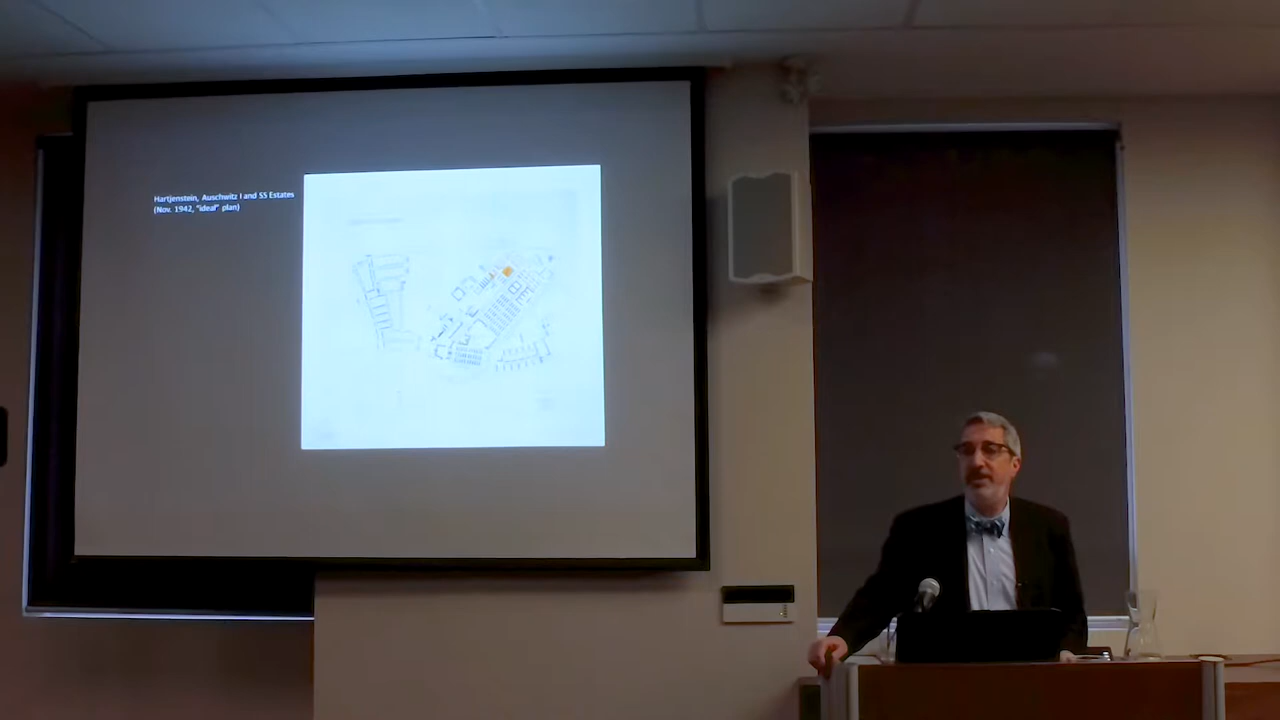 Hartjenstein, Auschwitz I and SS Estates
(Nov. 1942, "ideal" plan)